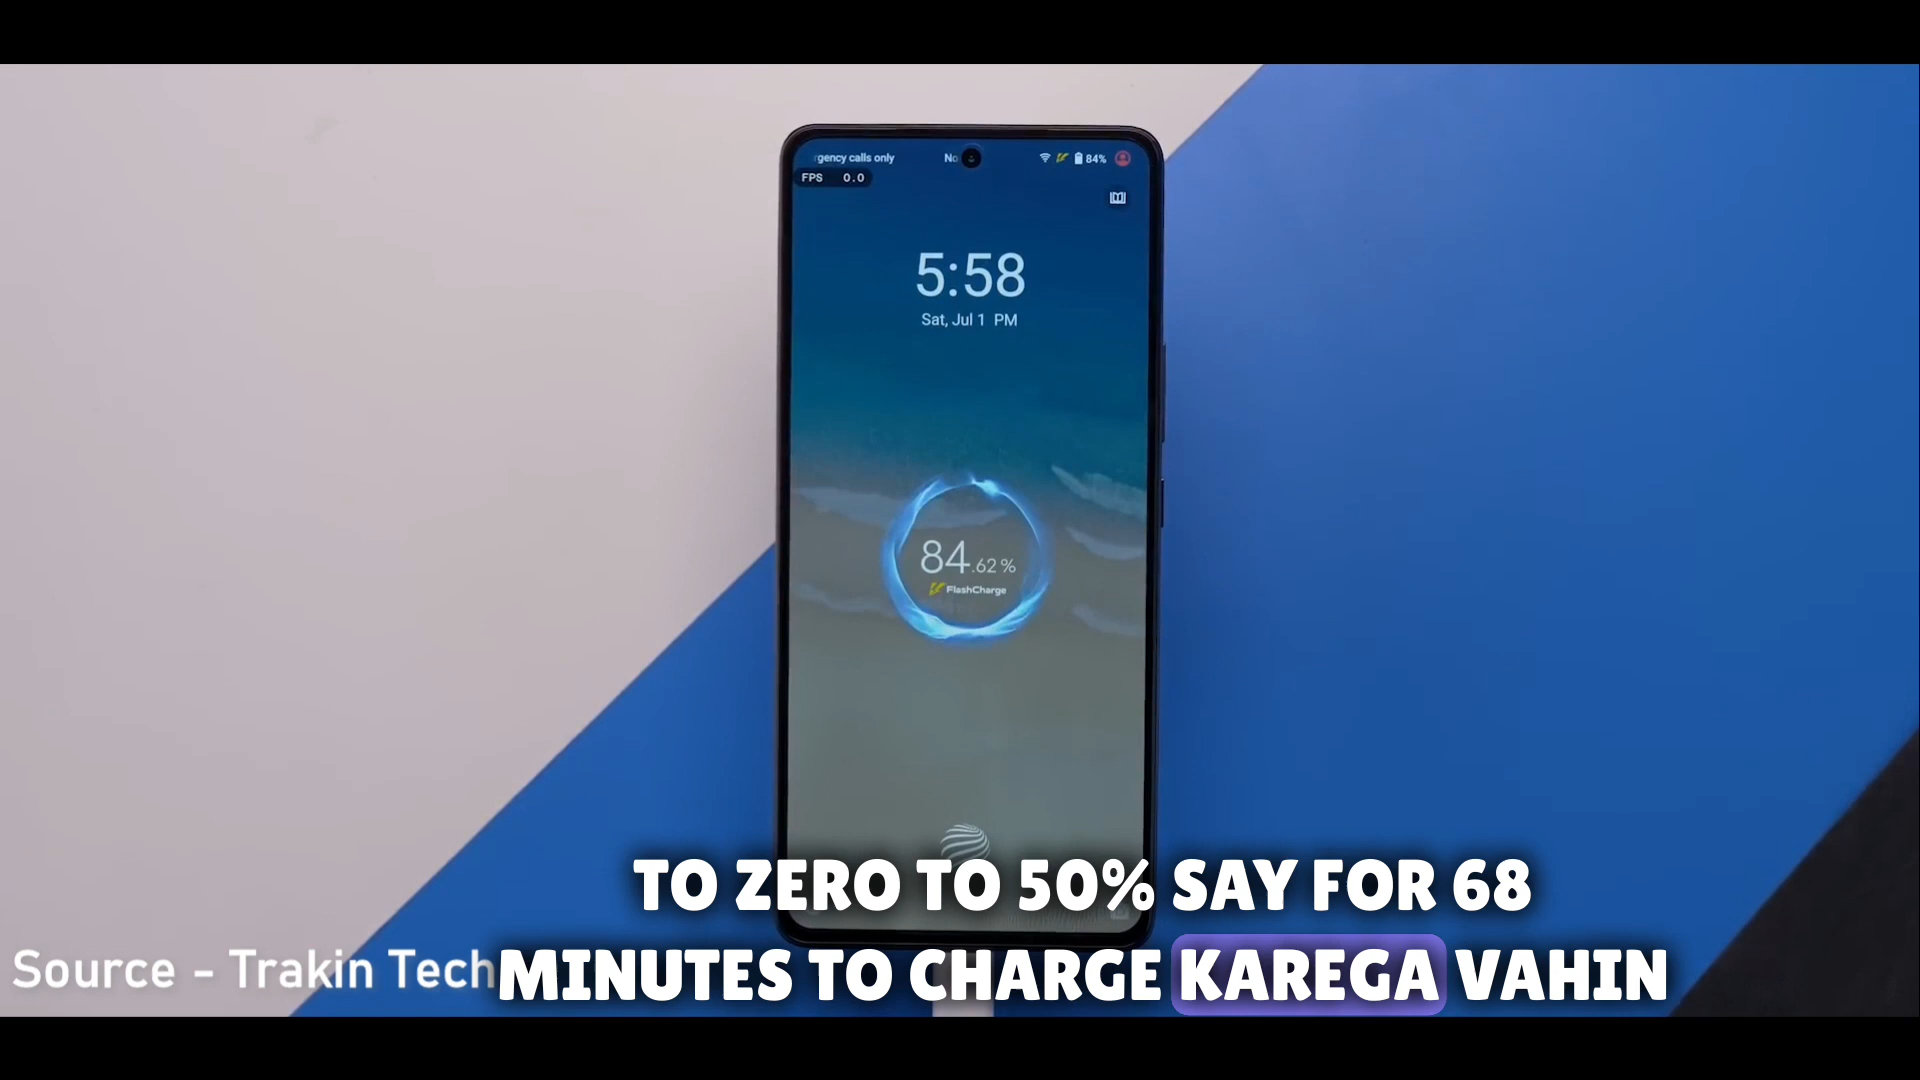 rgency calls only No 84%
FPS 0.0
5:58
Sat, Jul 1 PM
84.62%
FlashCharge
TO ZERO TO 50% SAY FOR 68
MINUTES TO CHARGE KAREGA VAHIN
Source - Trakin Tech